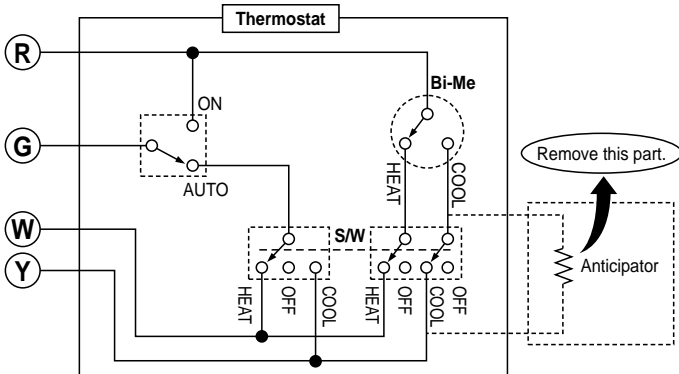 Thermostat
R
Bi-Me
ON
G
Remove this part.
AUTO
HEAT
COOL
W
S/W
Y
Anticipator
HEAT
OFF
COOL
HEAT
OFF
COOL
OFF